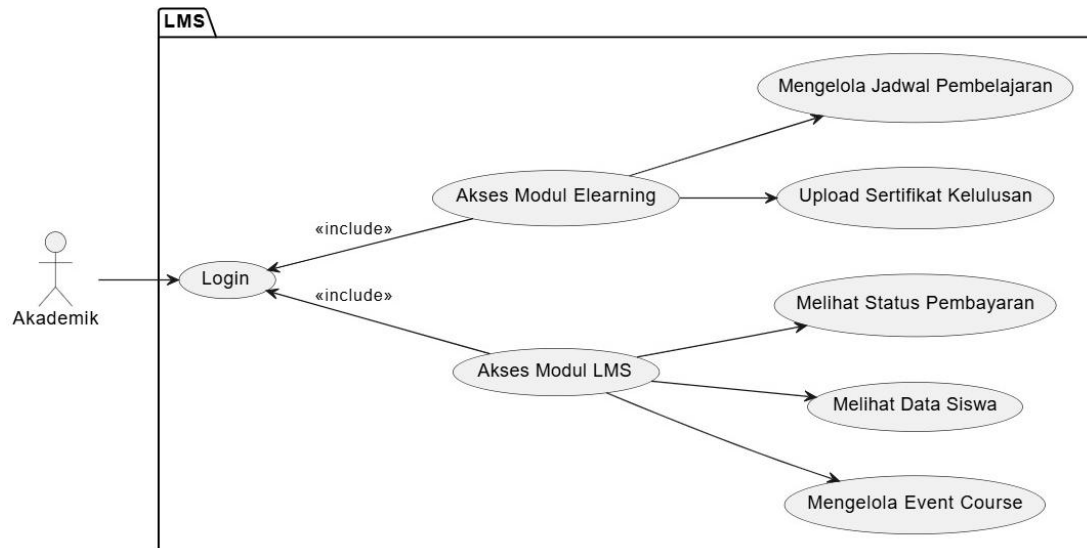 LMS
Mengelola Jadwal Pembelajaran
Akses Modul Elearning
Upload Sertifikat Kelulusan
«include»
Login
Akademik
«include»
Melihat Status Pembayaran
Akses Modul LMS
Melihat Data Siswa
Mengelola Event Course